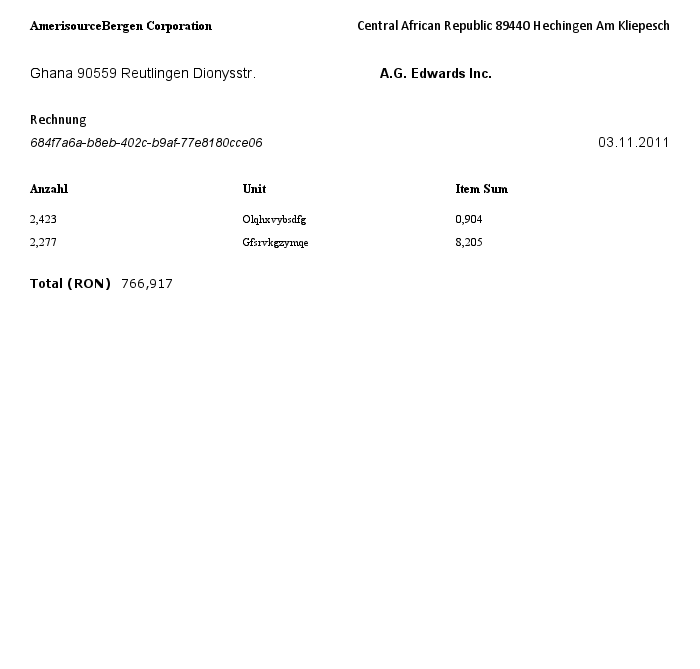 AmerisourceBergen Corporation Central African Republic 89440 Hechingen Am Kliepesch
Ghana 90559 Reutlingen Dionysstr. A.G. Edwards Inc.
Rechnung
684f7a6a-b8eb-402c-b9af-77e8180cce06 03.11.2011
Anzahl Unit Item Sum
2,423 Olqhxvybsdfg 0,904
2,277 Gfsrvkgzymqe 8,205
Total (RON) 766,917